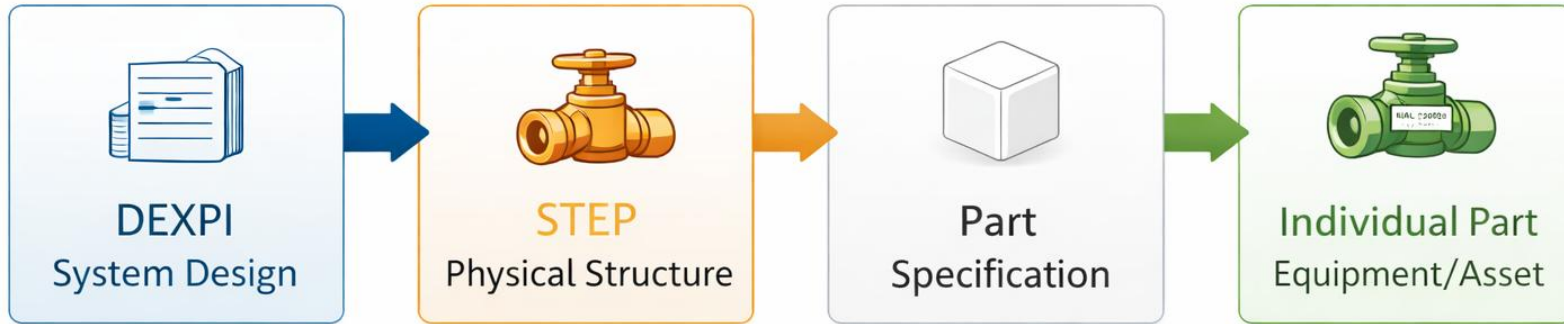 DEXPI
System Design
STEP
Physical Structure
Part
Specification
Individual Part
Equipment/Asset